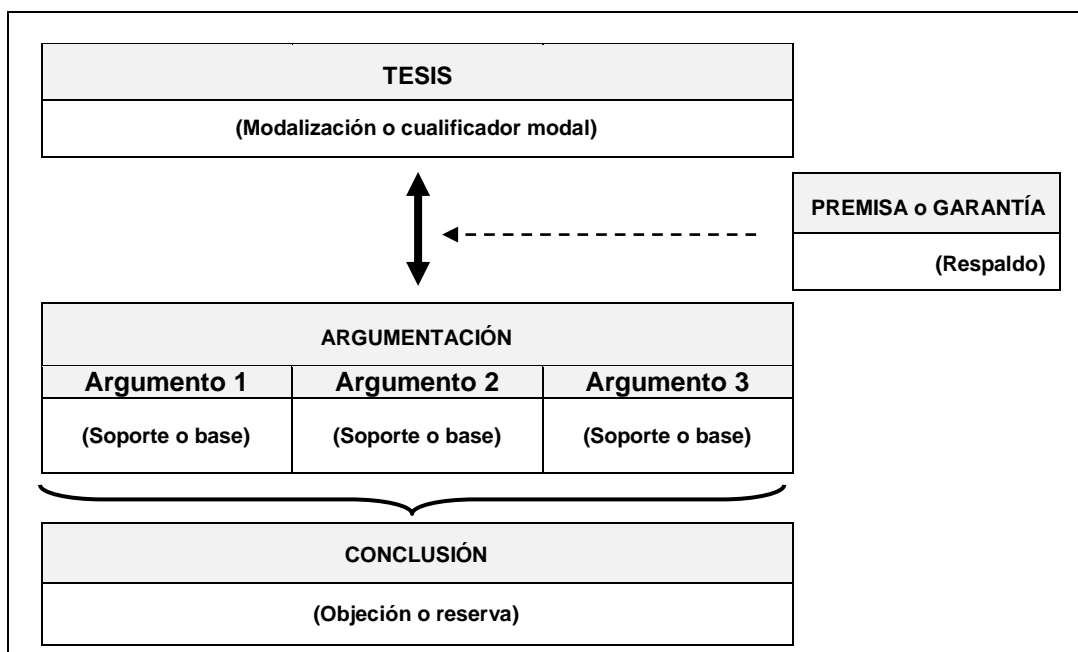 TESIS
(Modalización o cualificador modal)
PREMISA o GARANTÍA
(Respaldo)
ARGUMENTACIÓN
Argumento 1
Argumento 2
Argumento 3
(Soporte o base)
(Soporte o base)
(Soporte o base)
CONCLUSIÓN
(Objeción o reserva)